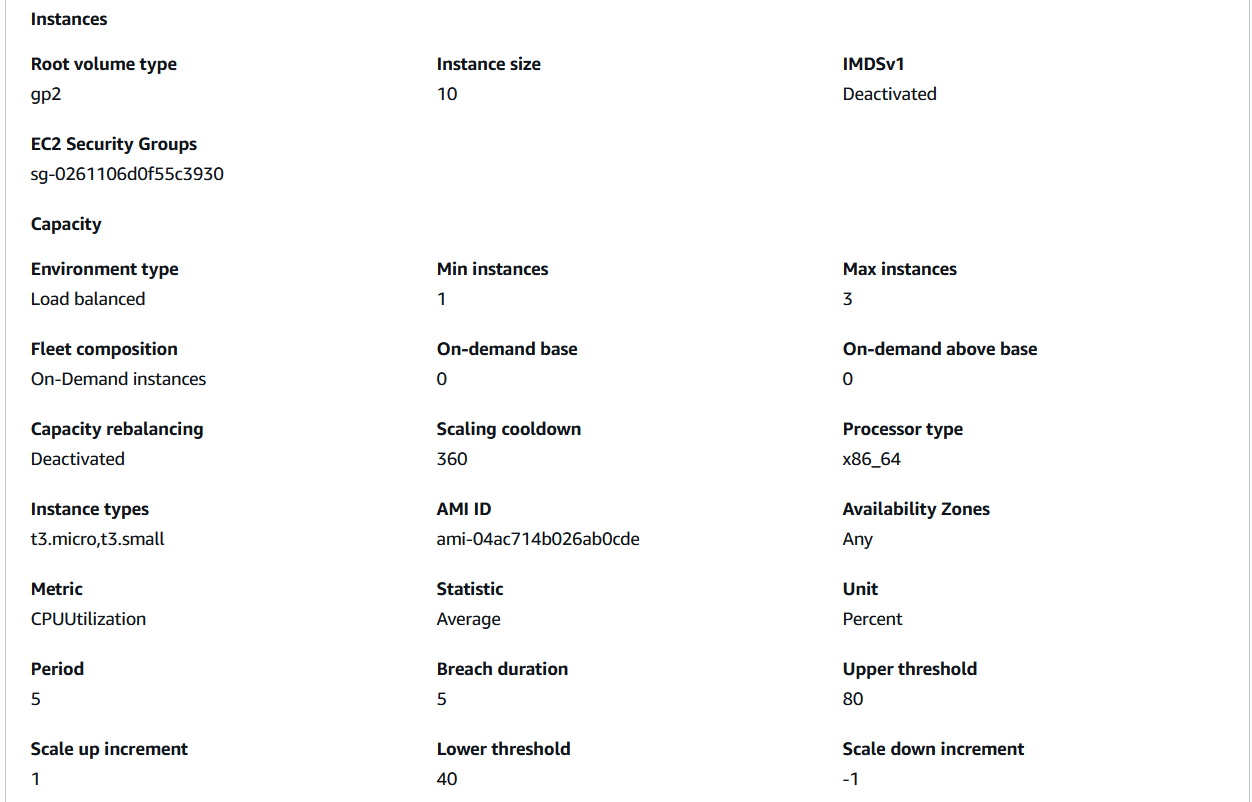 Instances
Root volume type Instance size IMDSv1
gp2 10 Deactivated
EC2 Security Groups
sg-0261106d0f55c3930
Capacity
Environment type Min instances Max instances
Load balanced 1 3
Fleet composition On-demand base On-demand above base
On-Demand instances 0 0
Capacity rebalancing Scaling cooldown Processor type
Deactivated 360 x86_64
Instance types AMI ID Availability Zones
t3.micro,t3.small ami-04ac714b026ab0cde Any
Metric Statistic Unit
CPUUtilization Average Percent
Period Breach duration Upper threshold
5 5 80
Scale up increment Lower threshold Scale down increment
1 40 -1